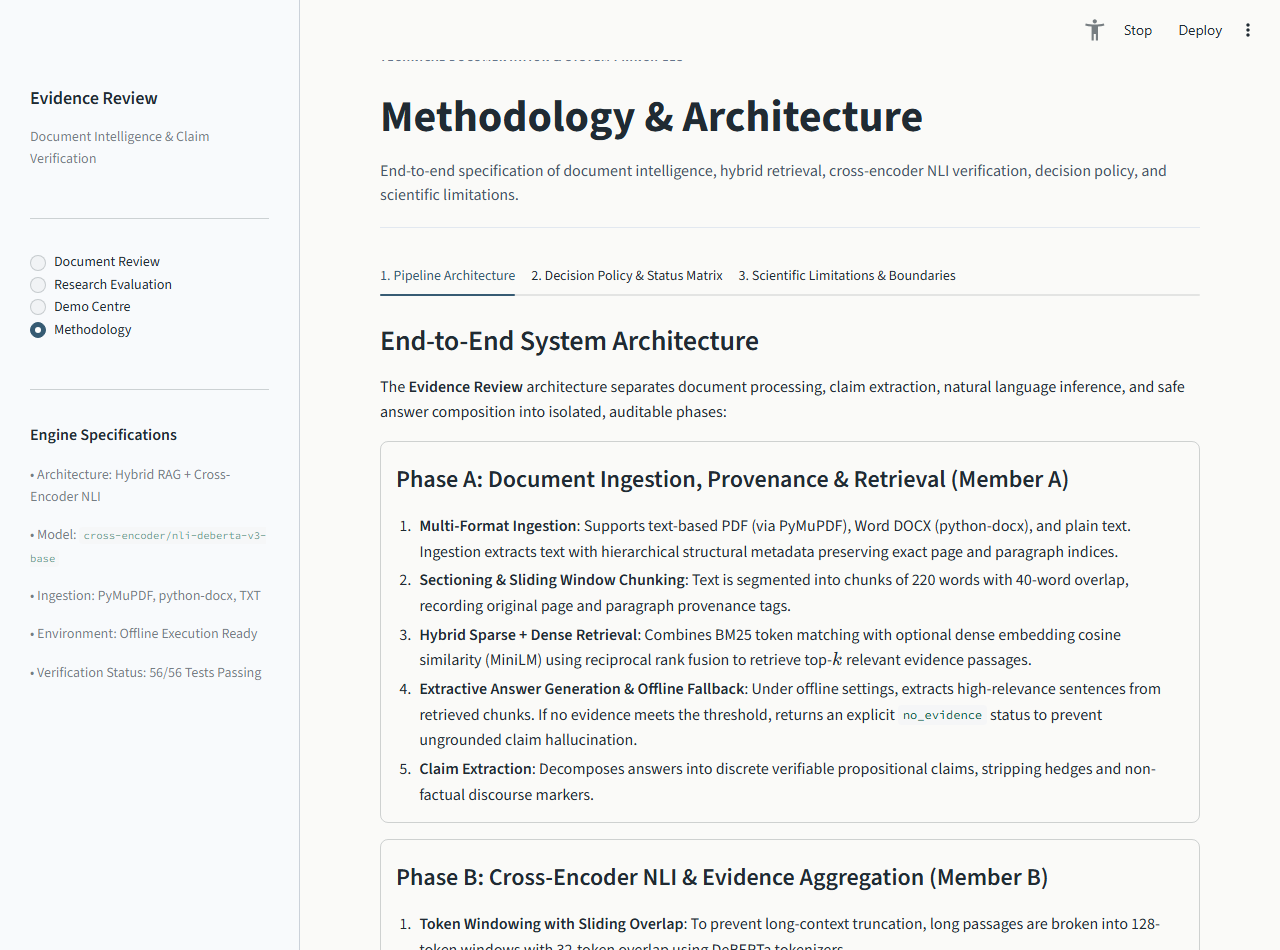 Stop
Deploy
Evidence Review
Document Intelligence & Claim
Verification
Document Review
Research Evaluation
Demo Centre
Methodology
Engine Specifications
• Architecture: Hybrid RAG + Cross-
Encoder NLI
• Model: cross-encoder/nli-deberta-v3-
base
• Ingestion: PyMuPDF, python-docx, TXT
• Environment: Offline Execution Ready
• Verification Status: 56/56 Tests Passing
Methodology & Architecture
End-to-end specification of document intelligence, hybrid retrieval, cross-encoder NLI verification, decision policy, and
scientific limitations.
1. Pipeline Architecture
2. Decision Policy & Status Matrix
3. Scientific Limitations & Boundaries
End-to-End System Architecture
The Evidence Review architecture separates document processing, claim extraction, natural language inference, and safe
answer composition into isolated, auditable phases:
Phase A: Document Ingestion, Provenance & Retrieval (Member A)
1. Multi-Format Ingestion: Supports text-based PDF (via PyMuPDF), Word DOCX (python-docx), and plain text.
Ingestion extracts text with hierarchical structural metadata preserving exact page and paragraph indices.
2. Sectioning & Sliding Window Chunking: Text is segmented into chunks of 220 words with 40-word overlap,
recording original page and paragraph provenance tags.
3. Hybrid Sparse + Dense Retrieval: Combines BM25 token matching with optional dense embedding cosine
similarity (MiniLM) using reciprocal rank fusion to retrieve top-k relevant evidence passages.
4. Extractive Answer Generation & Offline Fallback: Under offline settings, extracts high-relevance sentences from
retrieved chunks. If no evidence meets the threshold, returns an explicit no_evidence status to prevent
ungrounded claim hallucination.
5. Claim Extraction: Decomposes answers into discrete verifiable propositional claims, stripping hedges and non-
factual discourse markers.
Phase B: Cross-Encoder NLI & Evidence Aggregation (Member B)
1. Token Windowing with Sliding Overlap: To prevent long-context truncation, long passages are broken into 128-
token windows with 32-token overlap using DeBERTa tokenizers.